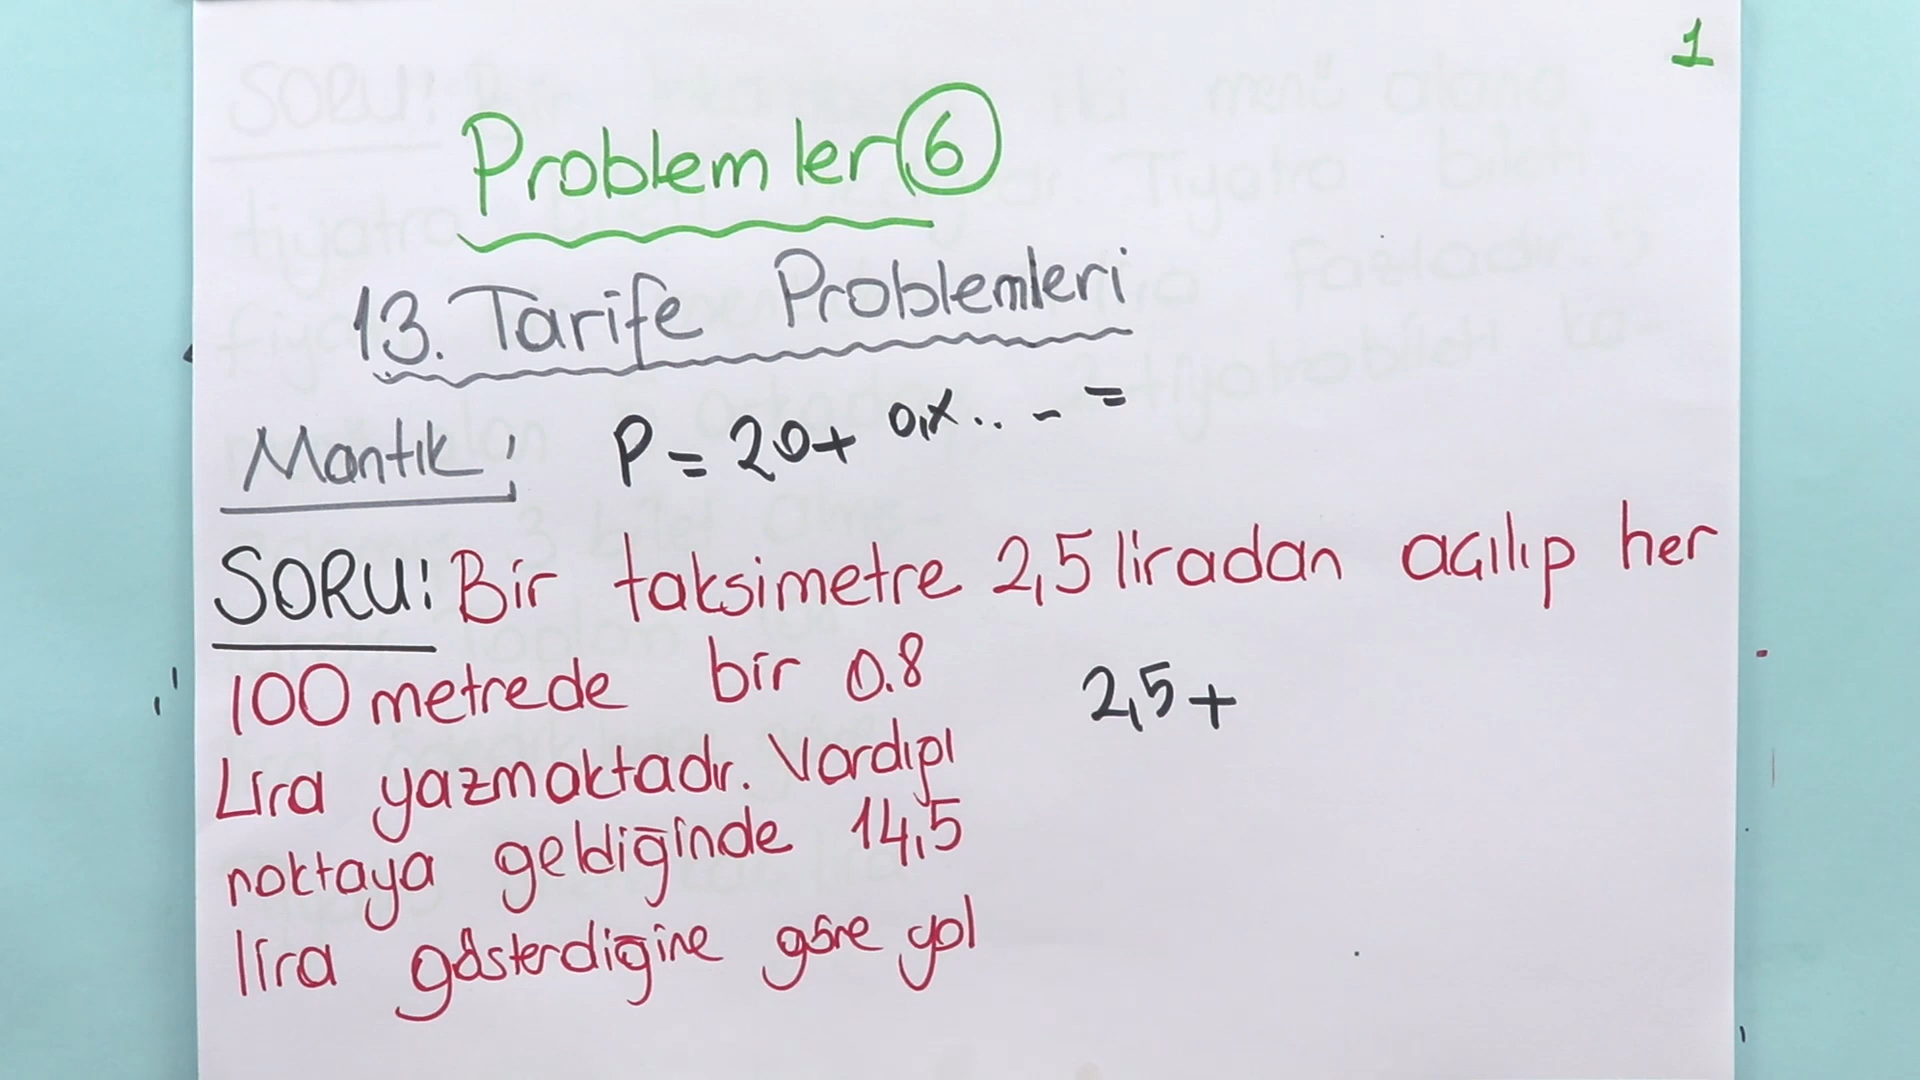 1
Problemler 6
13. Tarife Problemleri
Mantık: P = 20+ 0,x.. - =
SORU: Bir taksimetre 2,5 liradan açılıp her
100 metrede bir 0.8
2,5+
Lira yazmaktadır. Vardığı
noktaya geldiğinde 14,5
lira gösterdiğine göre yol